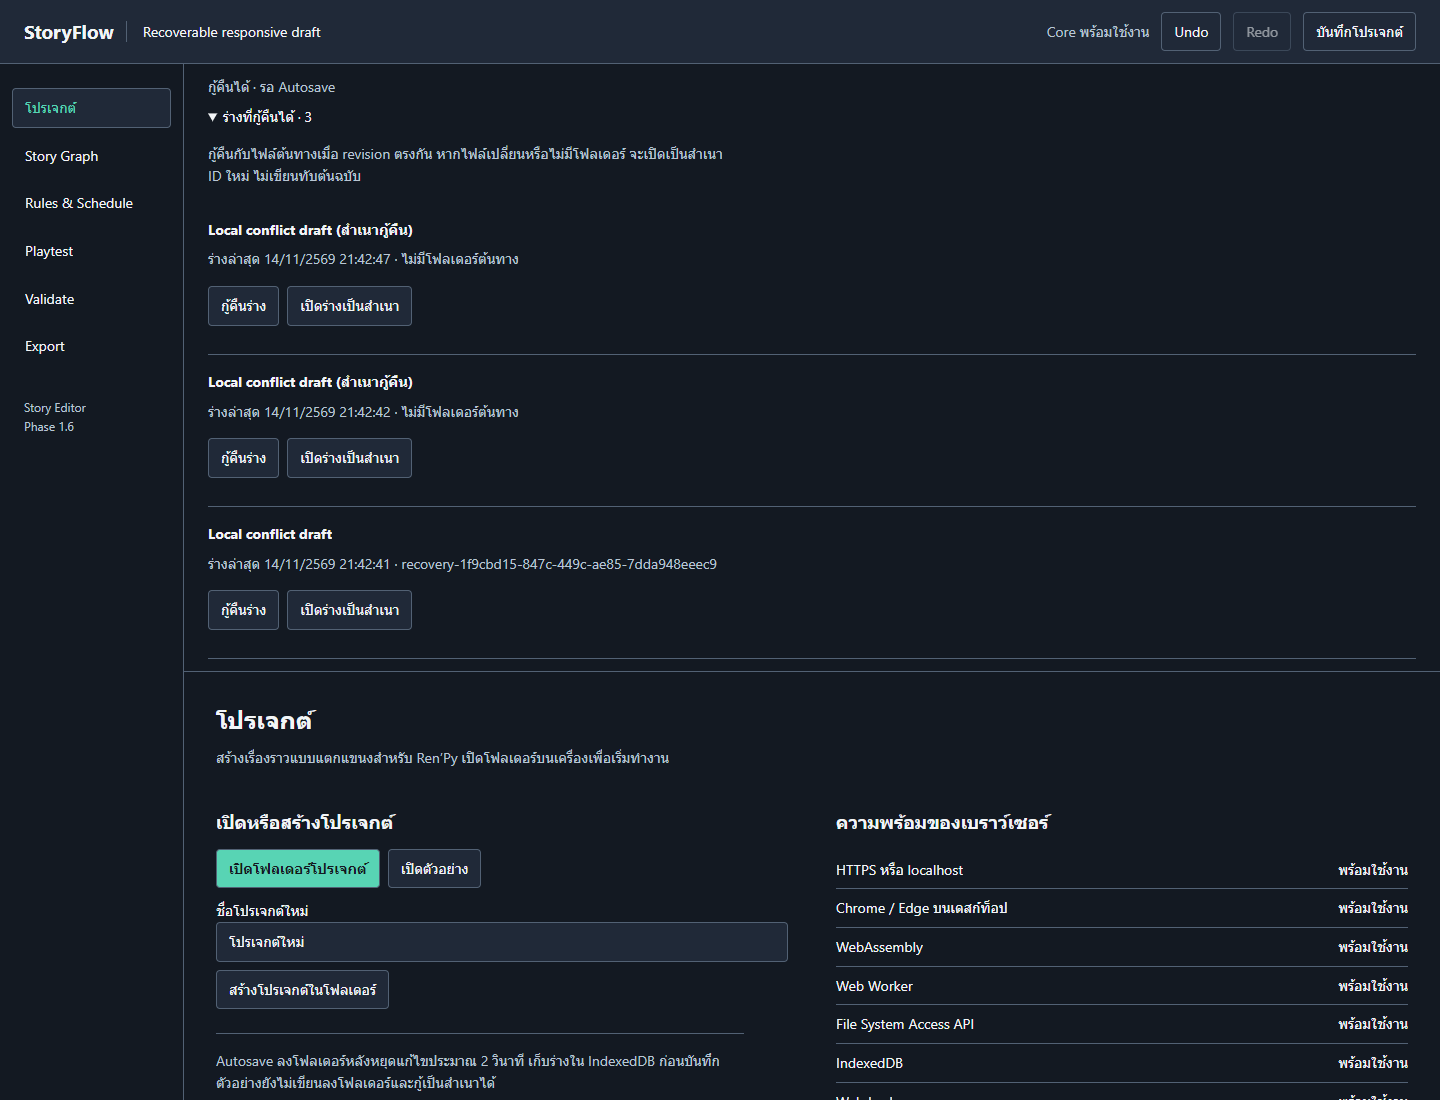 StoryFlow
Recoverable responsive draft
Core พร้อมใช้งาน
Undo
Redo
บันทึกโปรเจกต์
โปรเจกต์
Story Graph
Rules & Schedule
Playtest
Validate
Export
Story Editor
Phase 1.6
กู้คืนได้ · รอ Autosave
▼ ร่างที่กู้คืนได้ · 3
กู้คืนกับไฟล์ต้นทางเมื่อ revision ตรงกัน หากไฟล์เปลี่ยนหรือไม่มีโฟลเดอร์ จะเปิดเป็นสำเนา
ID ใหม่ ไม่เขียนทับต้นฉบับ
Local conflict draft (สำเนากู้คืน)
ร่างล่าสุด 14/11/2569 21:42:47 · ไม่มีโฟลเดอร์ต้นทาง
กู้คืนร่าง
เปิดร่างเป็นสำเนา
Local conflict draft (สำเนากู้คืน)
ร่างล่าสุด 14/11/2569 21:42:42 · ไม่มีโฟลเดอร์ต้นทาง
กู้คืนร่าง
เปิดร่างเป็นสำเนา
Local conflict draft
ร่างล่าสุด 14/11/2569 21:42:41 · recovery-1f9cbd15-847c-449c-ae85-7dda948eeec9
กู้คืนร่าง
เปิดร่างเป็นสำเนา
โปรเจกต์
สร้างเรื่องราวแบบแตกแขนงสำหรับ Ren’Py เปิดโฟลเดอร์บนเครื่องเพื่อเริ่มทำงาน
เปิดหรือสร้างโปรเจกต์
เปิดโฟลเดอร์โปรเจกต์
เปิดตัวอย่าง
ชื่อโปรเจกต์ใหม่
โปรเจกต์ใหม่
สร้างโปรเจกต์ในโฟลเดอร์
Autosave ลงโฟลเดอร์หลังหยุดแก้ไขประมาณ 2 วินาที เก็บร่างใน IndexedDB ก่อนบันทึก
ตัวอย่างยังไม่เขียนลงโฟลเดอร์และกู้เป็นสำเนาได้
ความพร้อมของเบราว์เซอร์
HTTPS หรือ localhost พร้อมใช้งาน
Chrome / Edge บนเดสก์ท็อป พร้อมใช้งาน
WebAssembly พร้อมใช้งาน
Web Worker พร้อมใช้งาน
File System Access API พร้อมใช้งาน
IndexedDB พร้อมใช้งาน